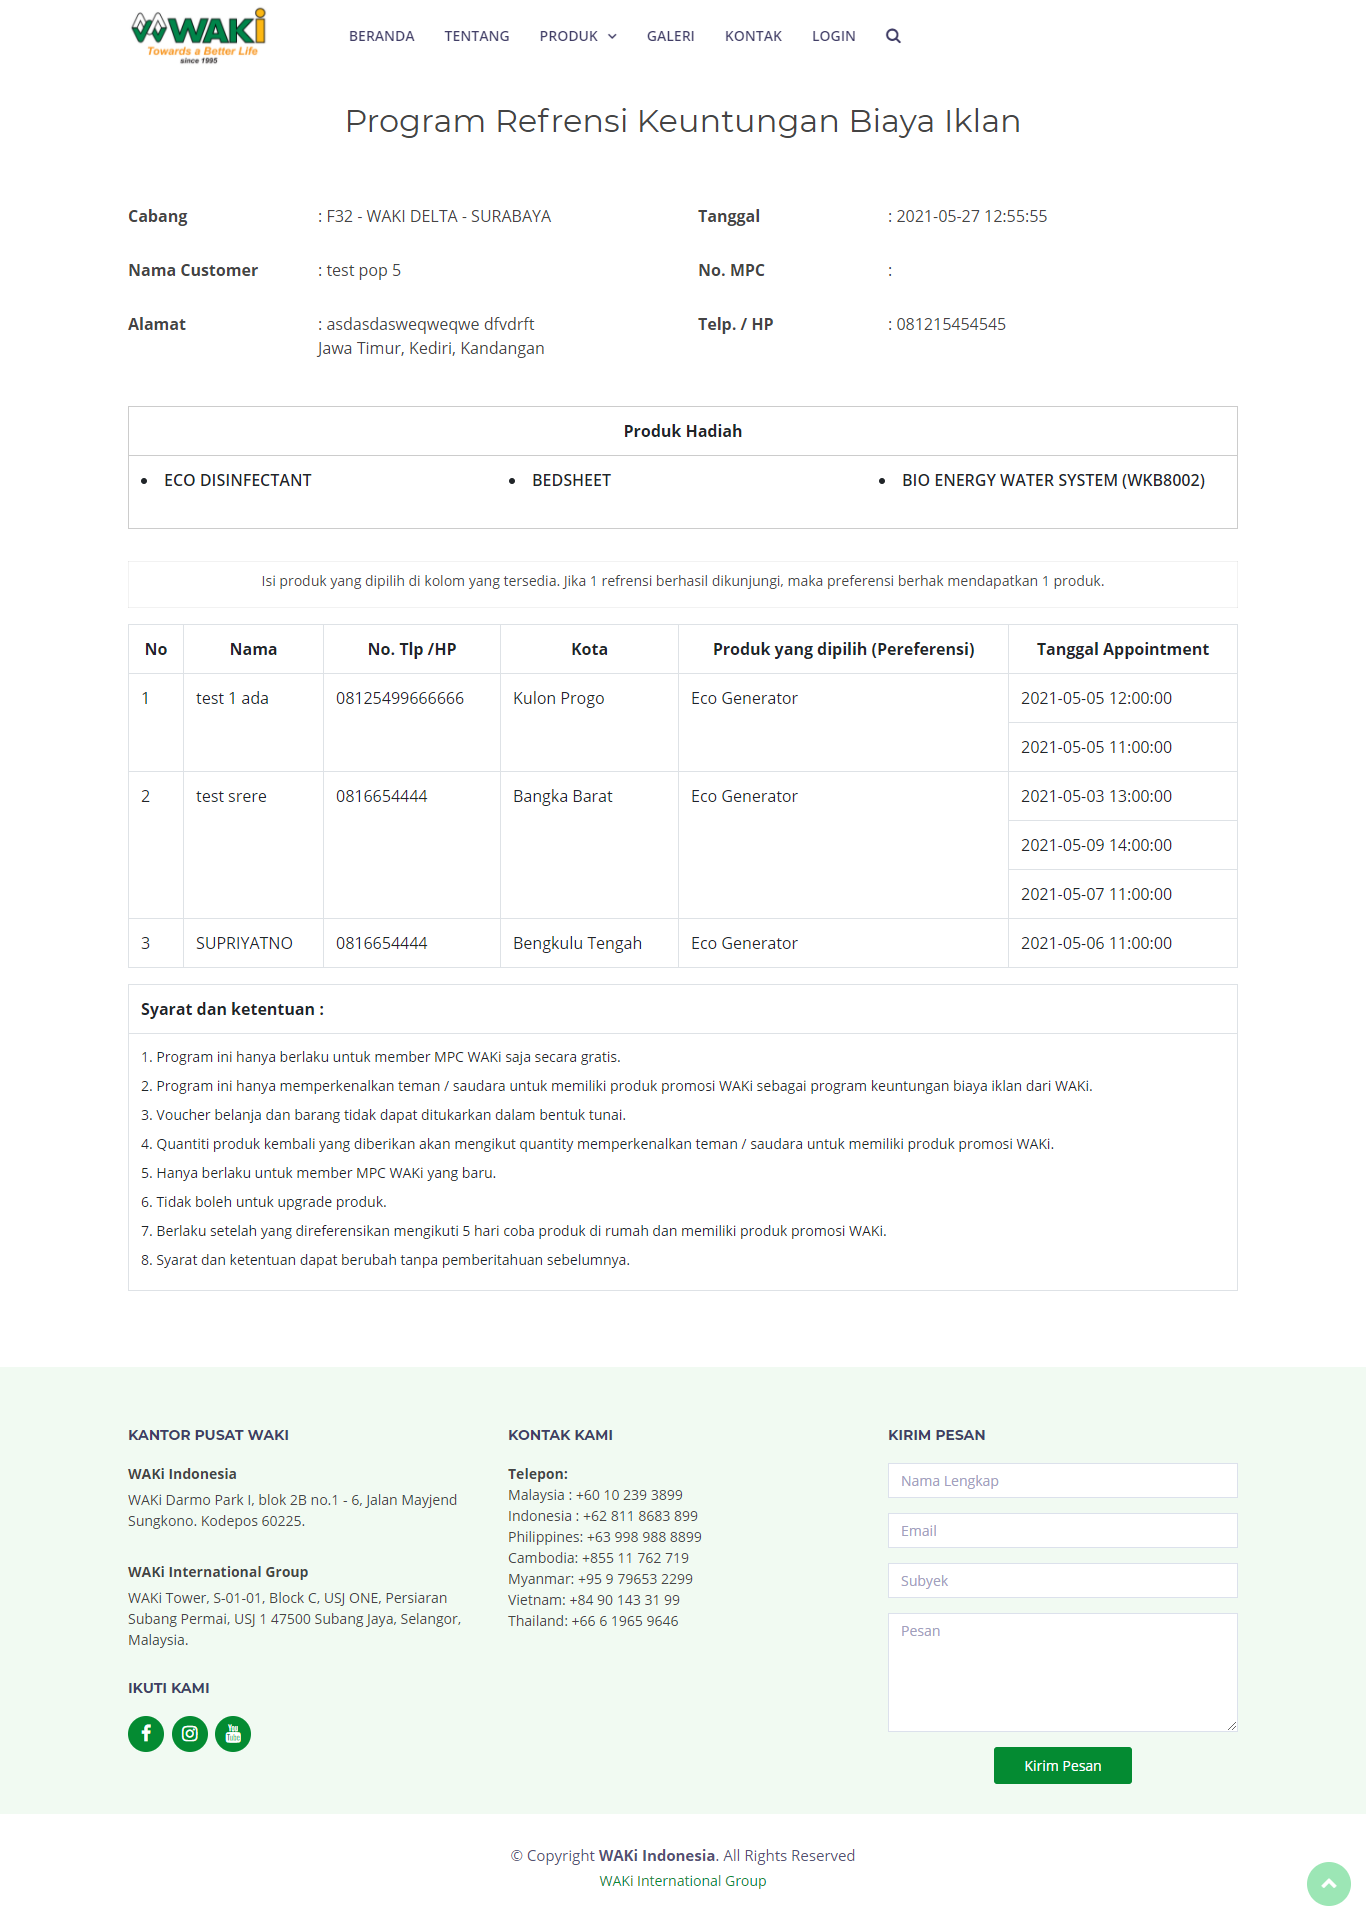 WAKi
Towards a Better Life
since 1995
BERANDA TENTANG PRODUK GALERI KONTAK LOGIN
Program Refrensi Keuntungan Biaya Iklan
Cabang : F32 - WAKI DELTA - SURABAYA Tanggal : 2021-05-27 12:55:55
Nama Customer : test pop 5 No. MPC :
Alamat : asdasdasweqweqwe dfvdrft Telp. / HP : 081215454545
Jawa Timur, Kediri, Kandangan
Produk Hadiah
• ECO DISINFECTANT • BEDSHEET • BIO ENERGY WATER SYSTEM (WKB8002)
Isi produk yang dipilih di kolom yang tersedia. Jika 1 refrensi berhasil dikunjungi, maka preferensi berhak mendapatkan 1 produk.
No Nama No. Tlp /HP Kota Produk yang dipilih (Pereferensi) Tanggal Appointment
1 test 1 ada 08125499666666 Kulon Progo Eco Generator 2021-05-05 12:00:00
2021-05-05 11:00:00
2 test srere 0816654444 Bangka Barat Eco Generator 2021-05-03 13:00:00
2021-05-09 14:00:00
2021-05-07 11:00:00
3 SUPRIYATNO 0816654444 Bengkulu Tengah Eco Generator 2021-05-06 11:00:00
Syarat dan ketentuan :
1. Program ini hanya berlaku untuk member MPC WAKi saja secara gratis.
2. Program ini hanya memperkenalkan teman / saudara untuk memiliki produk promosi WAKi sebagai program keuntungan biaya iklan dari WAKi.
3. Voucher belanja dan barang tidak dapat ditukarkan dalam bentuk tunai.
4. Quantiti produk kembali yang diberikan akan mengikut quantity memperkenalkan teman / saudara untuk memiliki produk promosi WAKi.
5. Hanya berlaku untuk member MPC WAKi yang baru.
6. Tidak boleh untuk upgrade produk.
7. Berlaku setelah yang direferensikan mengikuti 5 hari coba produk di rumah dan memiliki produk promosi WAKi.
8. Syarat dan ketentuan dapat berubah tanpa pemberitahuan sebelumnya.
KANTOR PUSAT WAKI
WAKi Indonesia
WAKi Darmo Park I, blok 2B no.1 - 6, Jalan Mayjend
Sungkono. Kodepos 60225.
WAKi International Group
WAKi Tower, S-01-01, Block C, USJ ONE, Persiaran
Subang Permai, USJ 1 47500 Subang Jaya, Selangor,
Malaysia.
IKUTI KAMI
You
Tube
KONTAK KAMI
Telepon:
Malaysia : +60 10 239 3899
Indonesia : +62 811 8683 899
Philippines: +63 998 988 8899
Cambodia: +855 11 762 719
Myanmar: +95 9 79653 2299
Vietnam: +84 90 143 31 99
Thailand: +66 6 1965 9646
KIRIM PESAN
Nama Lengkap
Email
Subyek
Pesan
Kirim Pesan
© Copyright WAKi Indonesia. All Rights Reserved
WAKi International Group